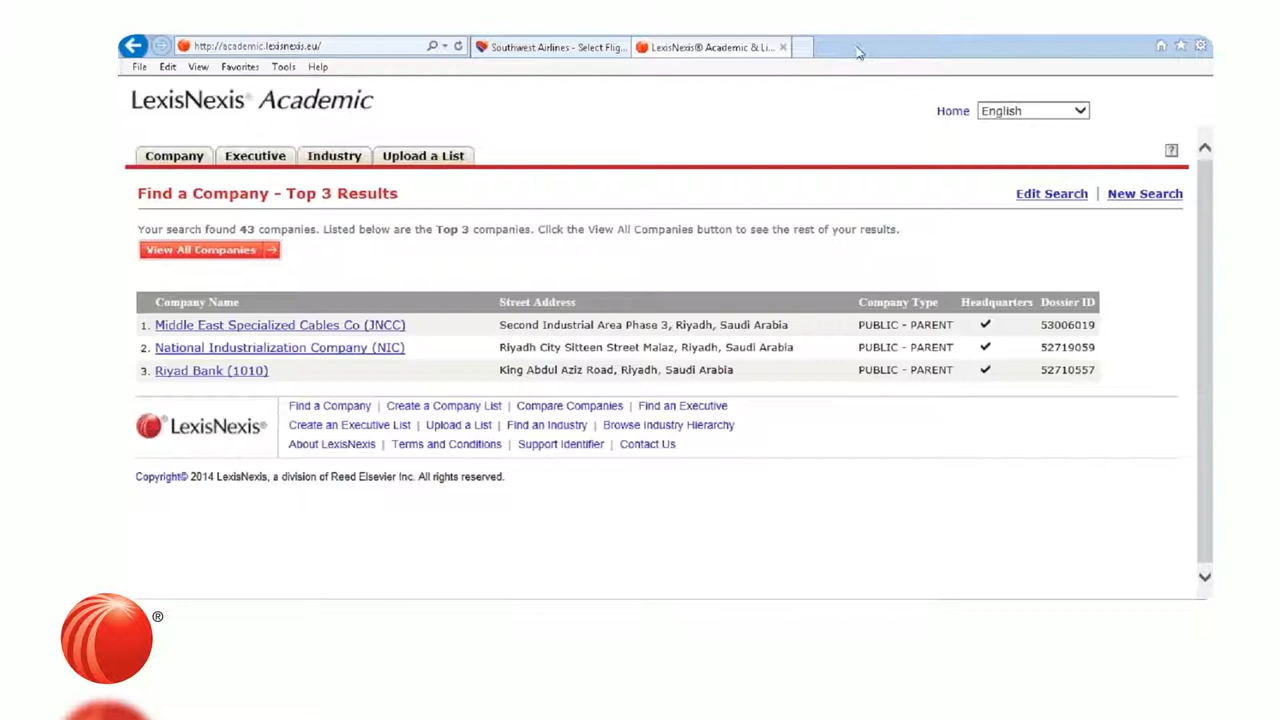 http://academic.lexisnexis.eu/ Southwest Airlines - Select Flig... LexisNexis® Academic & Li...
File Edit View Favorites Tools Help
LexisNexis® Academic
Home English
Company Executive Industry Upload a List ?
Find a Company - Top 3 Results Edit Search | New Search
Your search found 43 companies. Listed below are the Top 3 companies. Click the View All Companies button to see the rest of your results.
View All Companies
Company Name Street Address Company Type Headquarters Dossier ID
1. Middle East Specialized Cables Co (JNCC) Second Industrial Area Phase 3, Riyadh, Saudi Arabia PUBLIC - PARENT ✔ 53006019
2. National Industrialization Company (NIC) Riyadh City Sitteen Street Malaz, Riyadh, Saudi Arabia PUBLIC - PARENT ✔ 52719059
3. Riyad Bank (1010) King Abdul Aziz Road, Riyadh, Saudi Arabia PUBLIC - PARENT ✔ 52710557
LexisNexis®
Find a Company | Create a Company List | Compare Companies | Find an Executive
Create an Executive List | Upload a List | Find an Industry | Browse Industry Hierarchy
About LexisNexis | Terms and Conditions | Support Identifier | Contact Us
Copyright© 2014 LexisNexis, a division of Reed Elsevier Inc. All rights reserved.
®